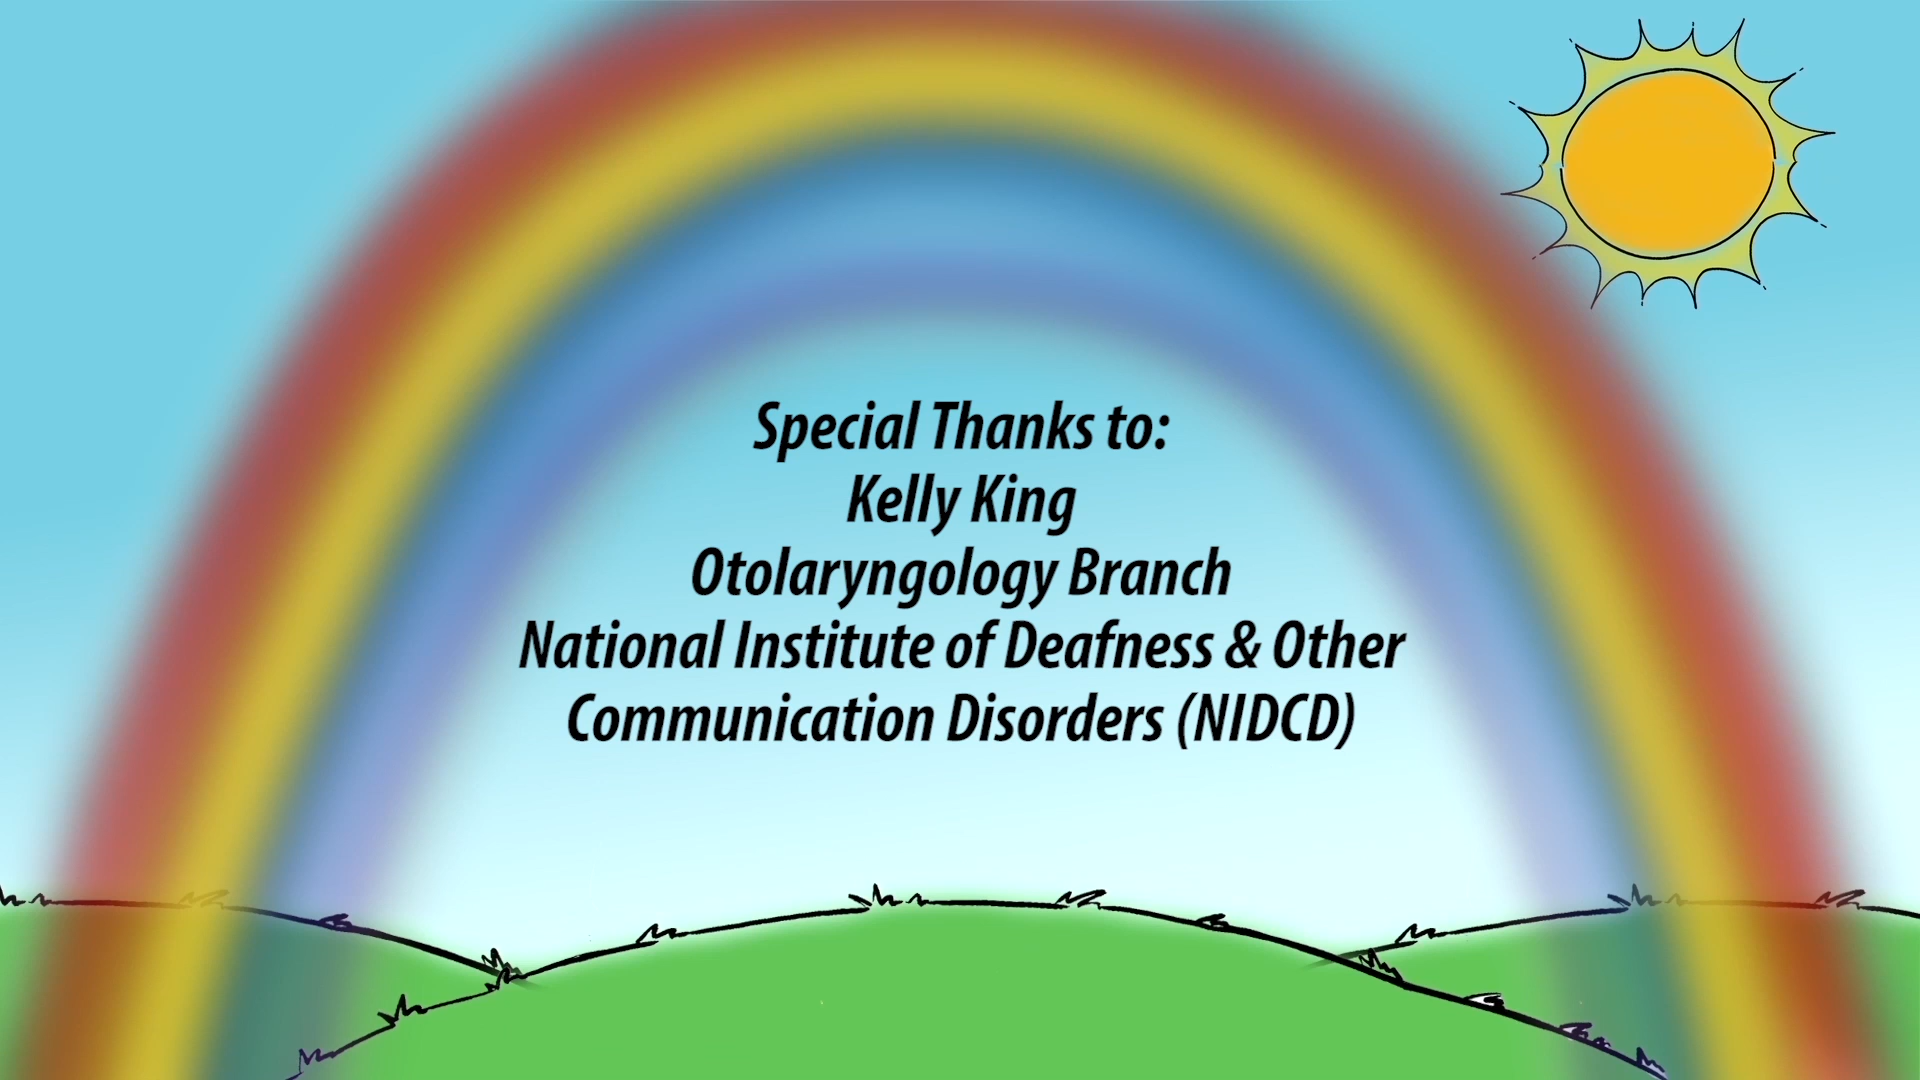 Special Thanks to:
Kelly King
Otolaryngology Branch
National Institute of Deafness & Other
Communication Disorders (NIDCD)